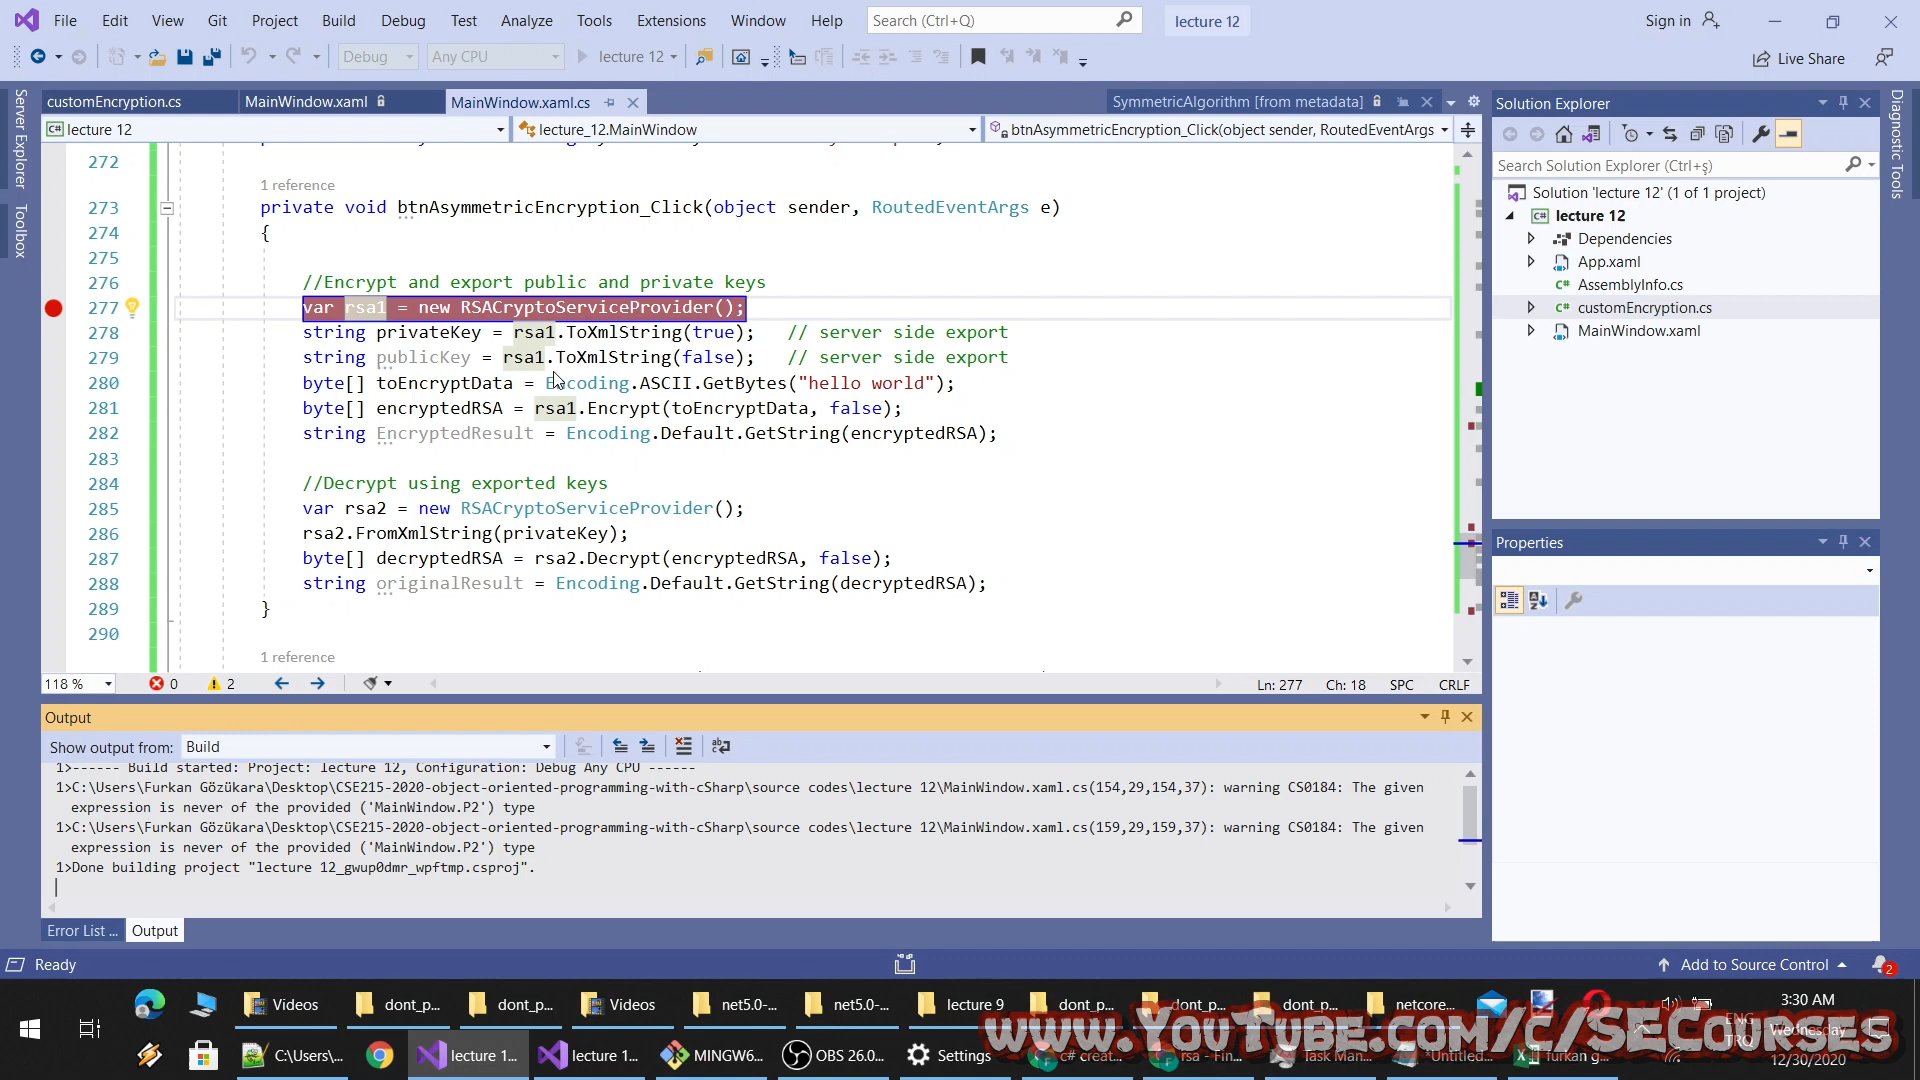 File Edit View Git Project Build Debug Test Analyze Tools Extensions Window Help Search (Ctrl+Q) lecture 12 Sign in
Debug Any CPU lecture 12 Live Share
customEncryption.cs MainWindow.xaml MainWindow.xaml.cs SymmetricAlgorithm [from metadata]
lecture 12 lecture_12.MainWindow btnAsymmetricEncryption_Click(object sender, RoutedEventArgs
Server Explorer
Toolbox
272
1 reference
273 private void btnAsymmetricEncryption_Click(object sender, RoutedEventArgs e)
274 {
275
276 //Encrypt and export public and private keys
277 var rsa1 = new RSACryptoServiceProvider();
278 string privateKey = rsa1.ToXmlString(true); // server side export
279 string publicKey = rsa1.ToXmlString(false); // server side export
280 byte[] toEncryptData = Encoding.ASCII.GetBytes("hello world");
281 byte[] encryptedRSA = rsa1.Encrypt(toEncryptData, false);
282 string EncryptedResult = Encoding.Default.GetString(encryptedRSA);
283
284 //Decrypt using exported keys
285 var rsa2 = new RSACryptoServiceProvider();
286 rsa2.FromXmlString(privateKey);
287 byte[] decryptedRSA = rsa2.Decrypt(encryptedRSA, false);
288 string originalResult = Encoding.Default.GetString(decryptedRSA);
289 }
290
1 reference
118 % 0 2 Ln: 277 Ch: 18 SPC CRLF
Output
Show output from: Build
1>------ Build started: Project: lecture 12, Configuration: Debug Any CPU ------
1>C:\Users\Furkan Gözükara\Desktop\CSE215-2020-object-oriented-programming-with-cSharp\source codes\lecture 12\MainWindow.xaml.cs(154,29,154,37): warning CS0184: The given
expression is never of the provided ('MainWindow.P2') type
1>C:\Users\Furkan Gözükara\Desktop\CSE215-2020-object-oriented-programming-with-cSharp\source codes\lecture 12\MainWindow.xaml.cs(159,29,159,37): warning CS0184: The given
expression is never of the provided ('MainWindow.P2') type
1>Done building project "lecture 12_gwup0dmr_wpftmp.csproj".
Error List ... Output
Solution Explorer
Search Solution Explorer (Ctrl+ş)
Solution 'lecture 12' (1 of 1 project)
lecture 12
Dependencies
App.xaml
AssemblyInfo.cs
customEncryption.cs
MainWindow.xaml
Properties
Diagnostic Tools
Ready Add to Source Control 2
Videos dont_p... dont_p... Videos net5.0-... net5.0-... lecture 9 dont_p... dont_p... dont_p... netcore... 3:30 AM
ENG Wednesday
TRQ 12/30/2020
C:\Users\... lecture 1... lecture 1... MINGW6... OBS 26.0... Settings c# creat... rsa - Fin... Task Man... *Untitled... furkan g...
www.YouTube.com/c/SECourses